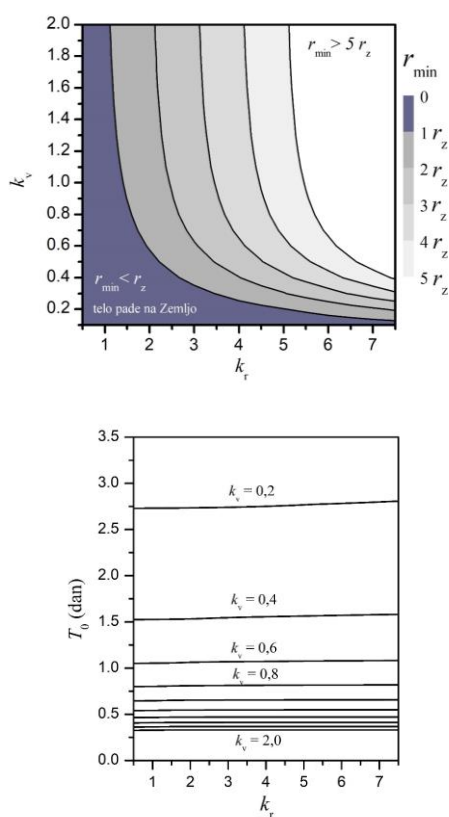 2.0
1.8
1.6
1.4
1.2
1.0
0.8
0.6
0.4
0.2
k_v
r_min > 5 r_z
r_min < r_z
telo pade na Zemljo
1 2 3 4 5 6 7
k_r
r_min
0
1 r_z
2 r_z
3 r_z
4 r_z
5 r_z
3.5
3.0
2.5
2.0
1.5
1.0
0.5
0.0
T_0 (dan)
k_v = 0,2
k_v = 0,4
k_v = 0,6
k_v = 0,8
k_v = 2,0
1 2 3 4 5 6 7
k_r